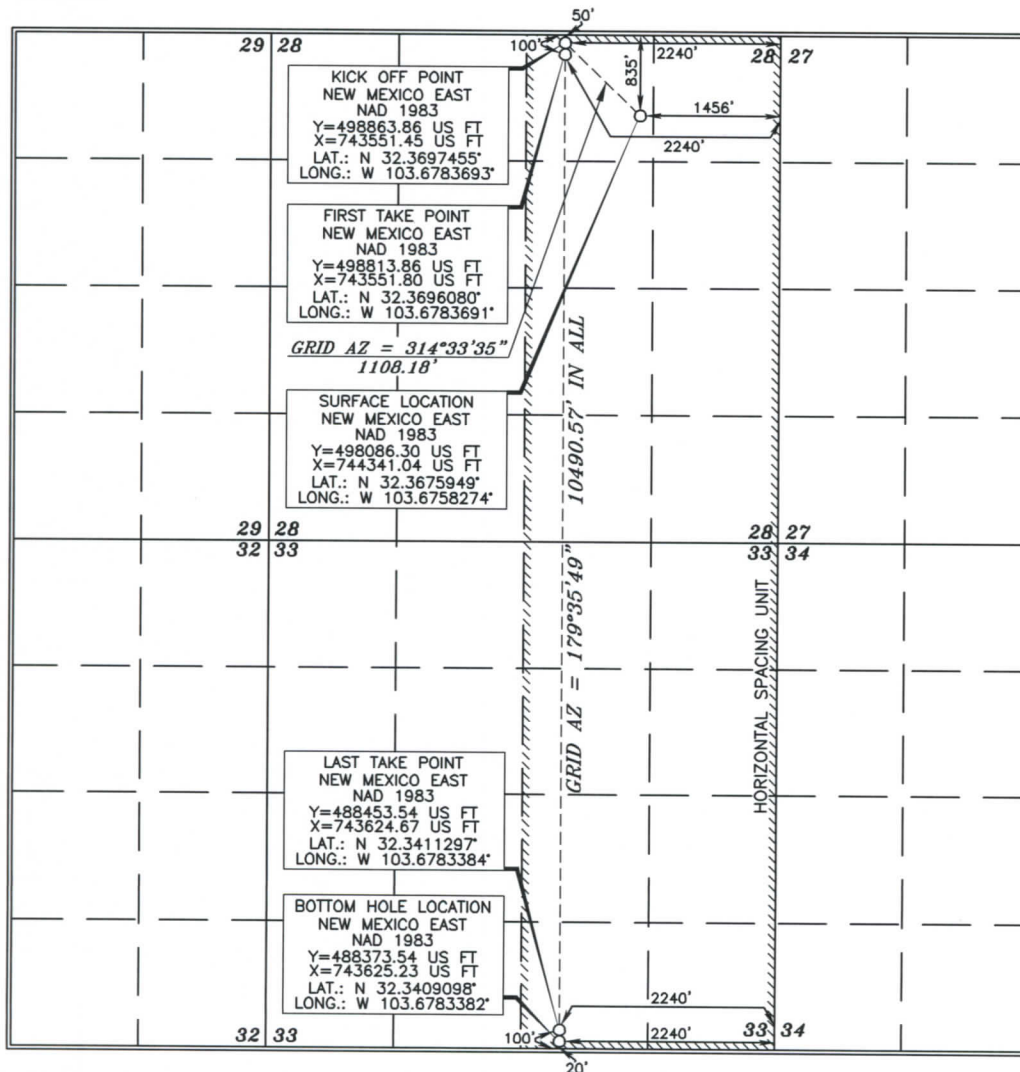 50'
29 28
100'
2240'
28 27
835'
1456'
2240'
KICK OFF POINT
NEW MEXICO EAST
NAD 1983
Y=498863.86 US FT
X=743551.45 US FT
LAT.: N 32.3697455°
LONG.: W 103.6783693°
FIRST TAKE POINT
NEW MEXICO EAST
NAD 1983
Y=498813.86 US FT
X=743551.80 US FT
LAT.: N 32.3696080°
LONG.: W 103.6783691°
GRID AZ = 314°33'35"
1108.18'
SURFACE LOCATION
NEW MEXICO EAST
NAD 1983
Y=498086.30 US FT
X=744341.04 US FT
LAT.: N 32.3675949°
LONG.: W 103.6758274°
GRID AZ = 179°35'49" 10490.57' IN ALL
29 28
28 27
32 33
33 34
HORIZONTAL SPACING UNIT
LAST TAKE POINT
NEW MEXICO EAST
NAD 1983
Y=488453.54 US FT
X=743624.67 US FT
LAT.: N 32.3411297°
LONG.: W 103.6783384°
BOTTOM HOLE LOCATION
NEW MEXICO EAST
NAD 1983
Y=488373.54 US FT
X=743625.23 US FT
LAT.: N 32.3409098°
LONG.: W 103.6783382°
2240'
32 33
100'
2240'
33 34
20'